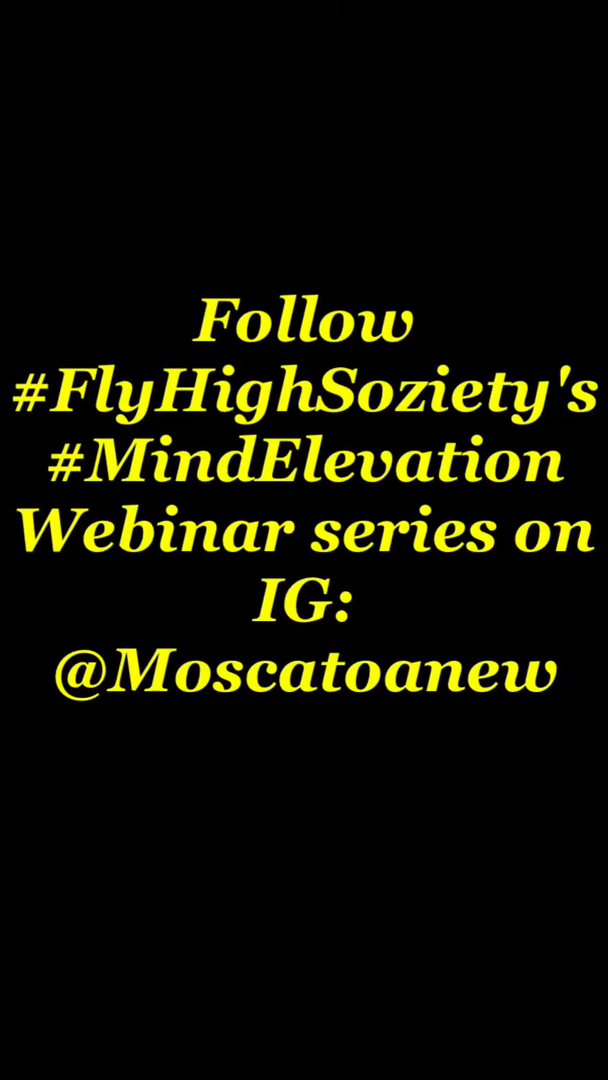 Follow
#FlyHighSoziety's
#MindElevation
Webinar series on
IG:
@Moscatoanew